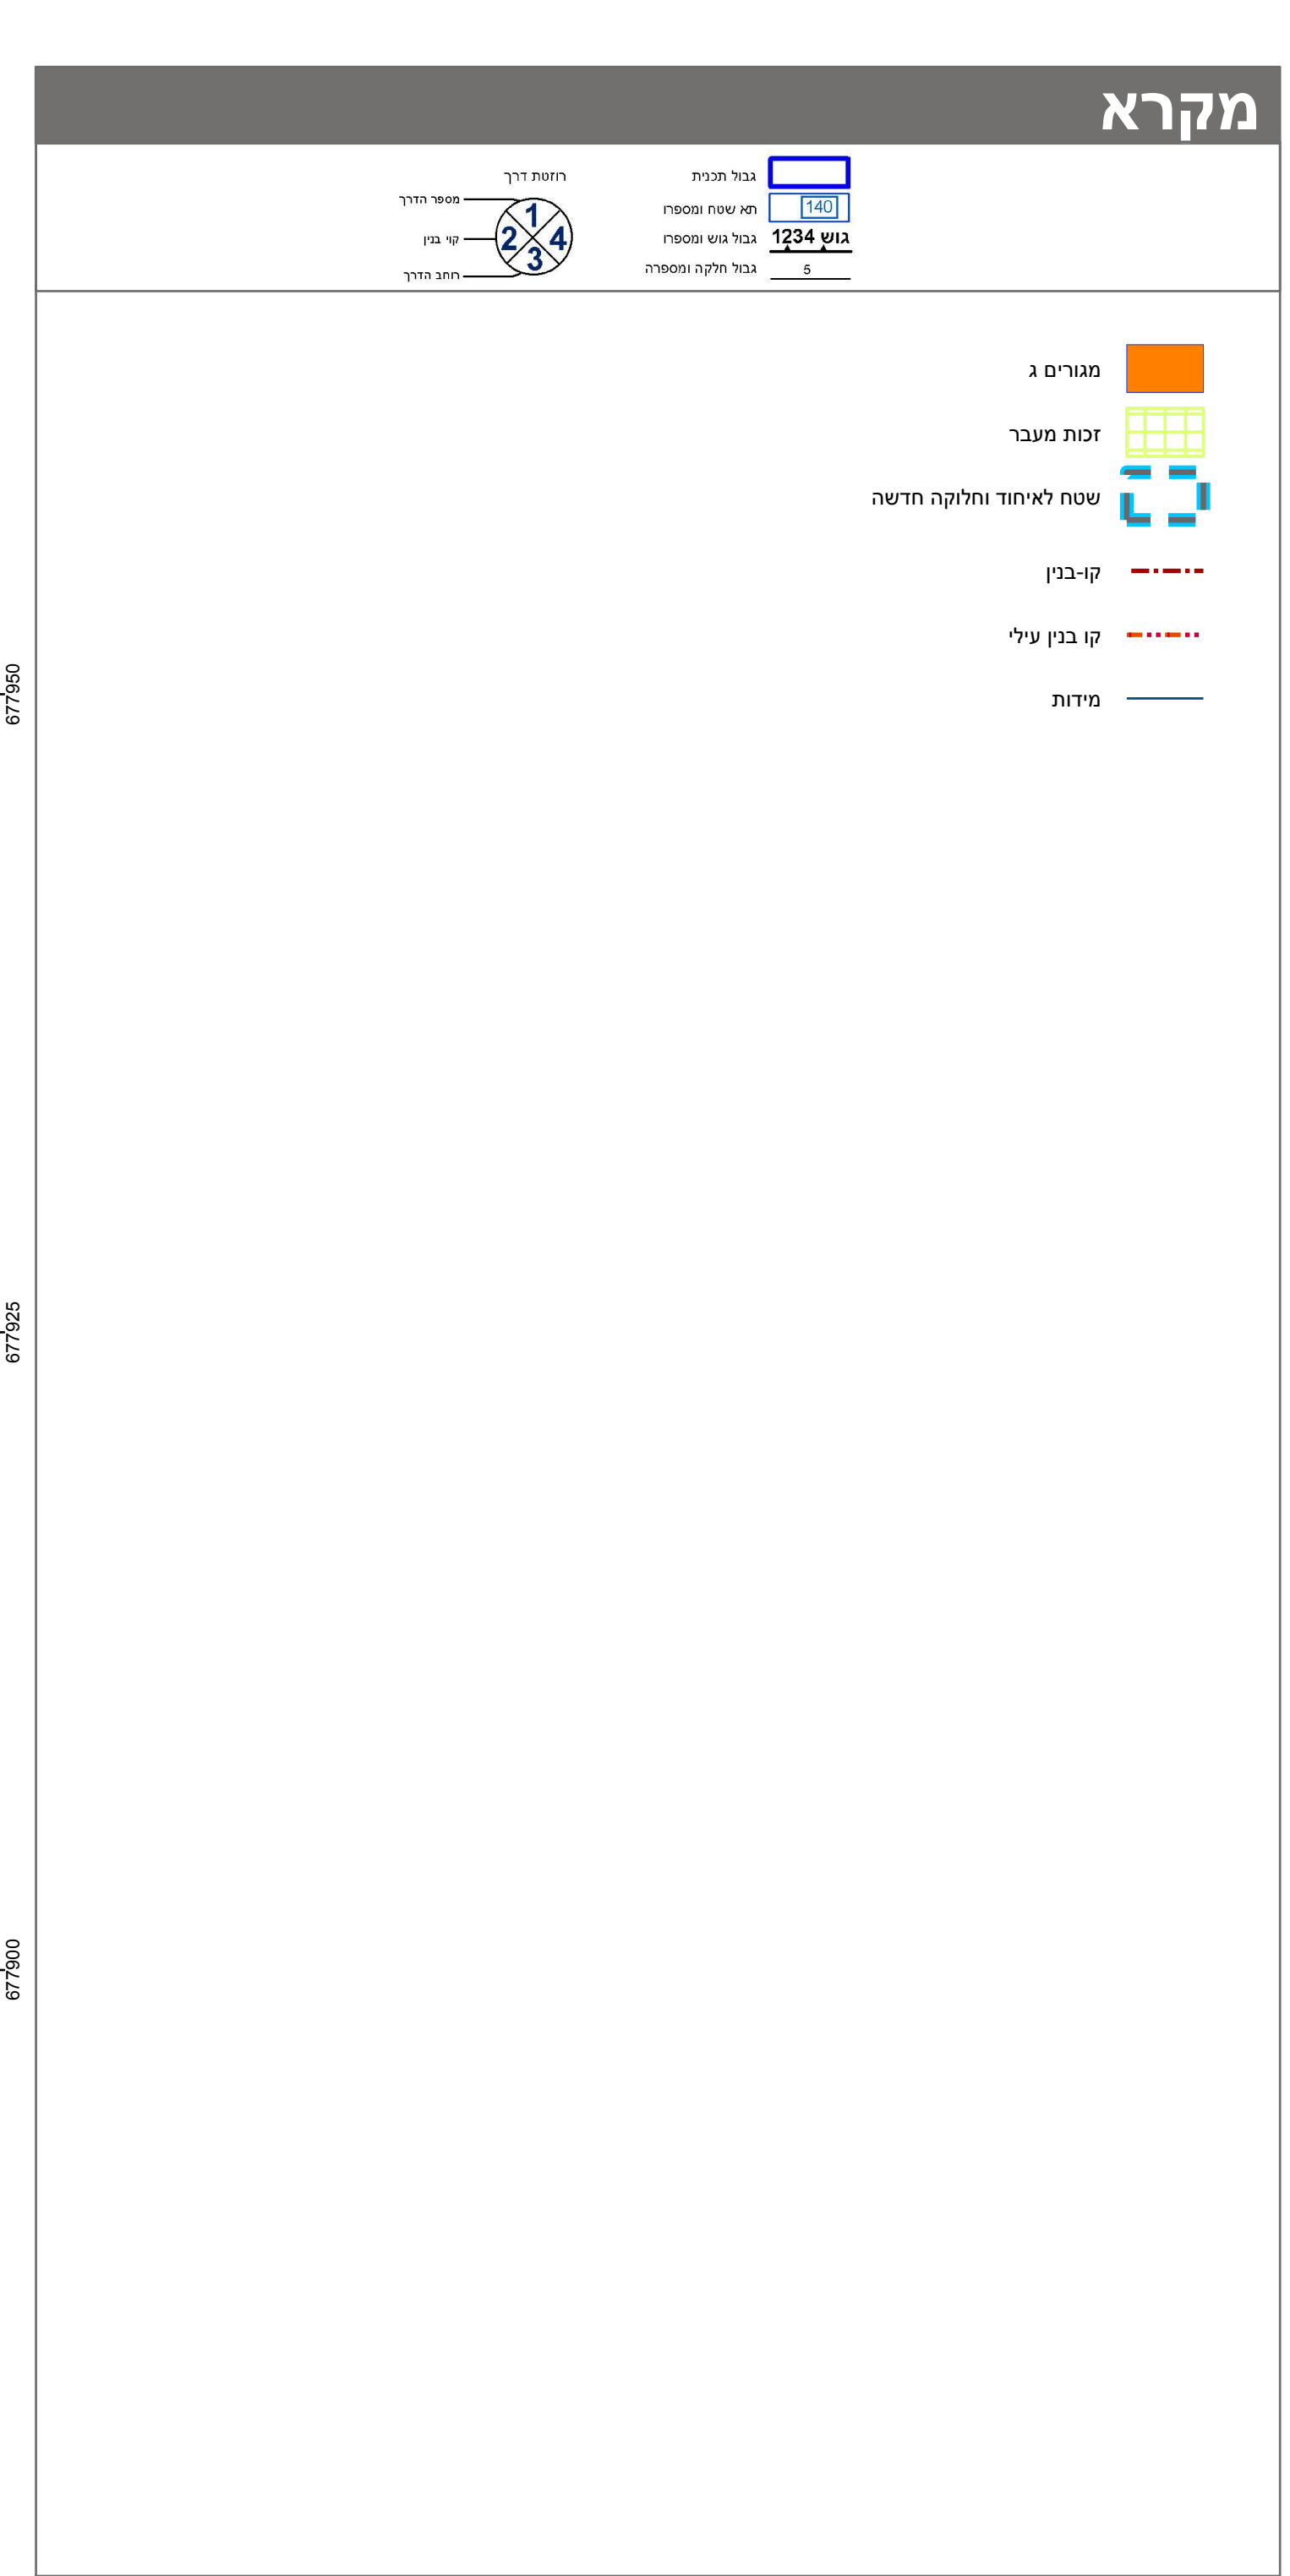 מקרא
גבול תכנית
140
תא שטח ומספרו
גוש 1234
גבול גוש ומספרו
5
גבול חלקה ומספרה
רוזטת דרך
מספר הדרך
קוי בנין
רוחב הדרך
1
2
4
3
מגורים ג
זכות מעבר
שטח לאיחוד וחלוקה חדשה
קו-בנין
קו בנין עילי
מידות
677950
677925
677900